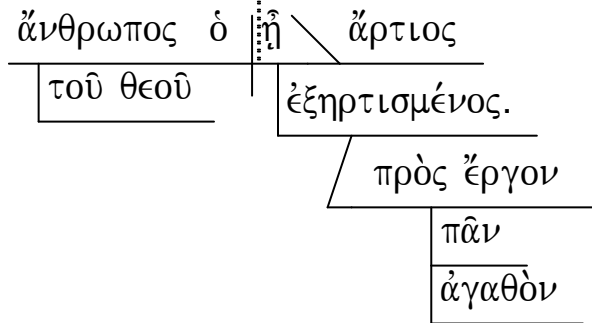 ἄνθρωπος ὁ ᾖ ἄρτιος
τοῦ θεοῦ
ἐξηρτισμένος.
πρὸς ἔργον
πᾶν
ἀγαθὸν